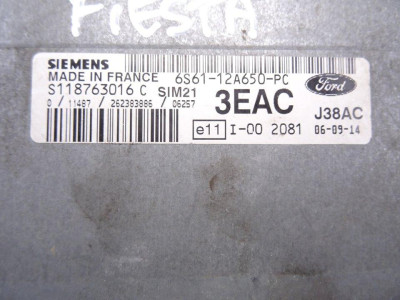 FIESTA
SIEMENS
MADE IN FRANCE 6S61-12A650-PC
S118763016 C SIM21
0 / 11487 / 262383886 / 06257
3EAC
Ford
J38AC
e11 I-00 2081 06-09-14